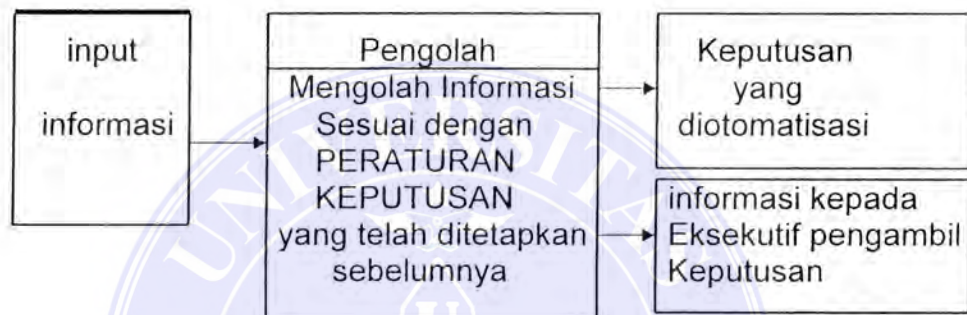 input
informasi
Pengolah
Mengolah Informasi
Sesuai dengan
PERATURAN
KEPUTUSAN
yang telah ditetapkan
sebelumnya
Keputusan
yang
diotomatisasi
informasi kepada
Eksekutif pengambil
Keputusan
UNIVERSITAS